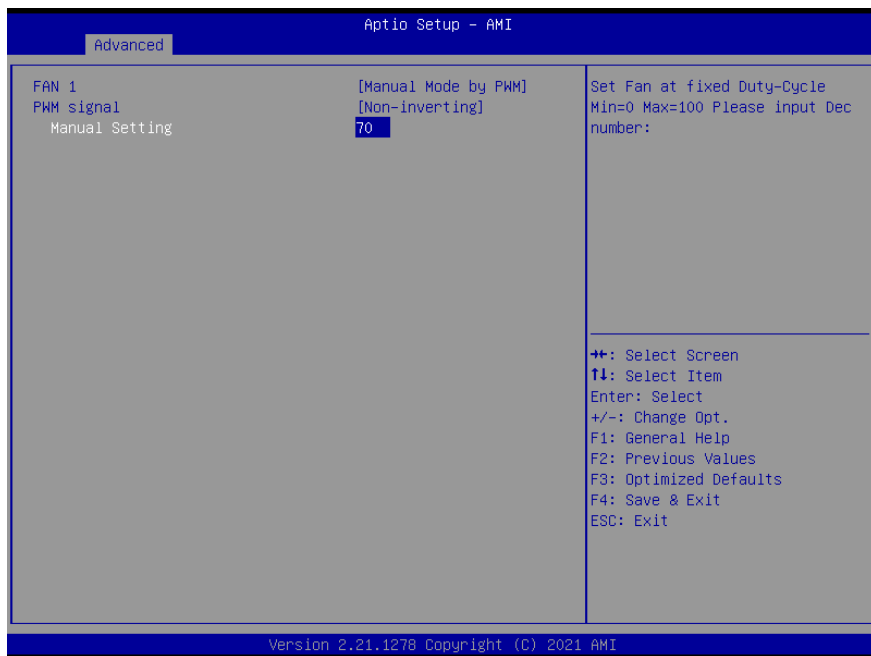 Aptio Setup – AMI
Advanced
FAN 1 [Manual Mode by PWM]
PWM signal [Non-inverting]
Manual Setting 70
Set Fan at fixed Duty-Cycle
Min=0 Max=100 Please input Dec
number:
→←: Select Screen
↑↓: Select Item
Enter: Select
+/-: Change Opt.
F1: General Help
F2: Previous Values
F3: Optimized Defaults
F4: Save & Exit
ESC: Exit
Version 2.21.1278 Copyright (C) 2021 AMI